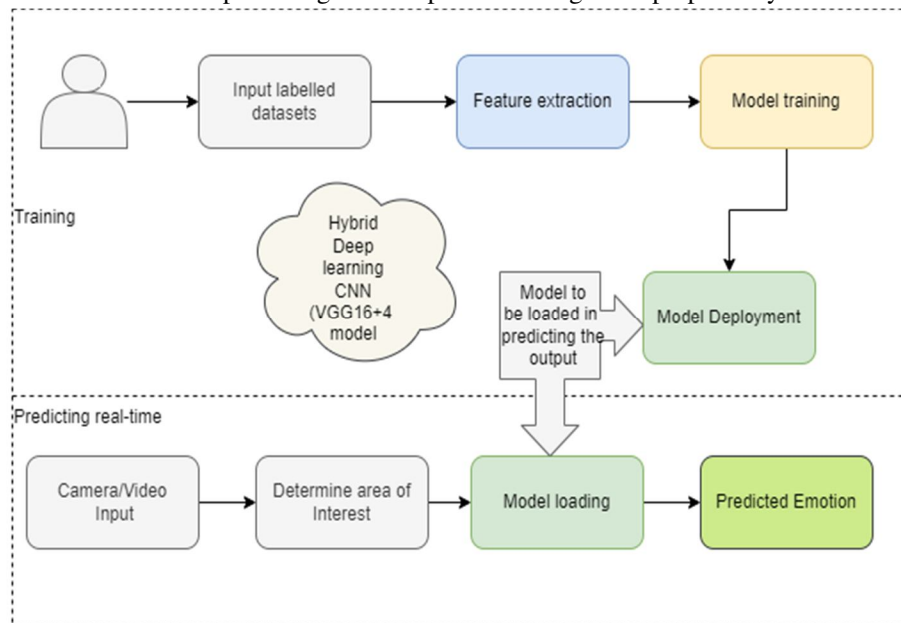 Input labelled
datasets
Feature extraction
Model training
Training
Hybrid
Deep
learning
CNN
(VGG16+4
model
Model to
be loaded in
predicting the
output
Model Deployment
Predicting real-time
Camera/Video
Input
Determine area of
Interest
Model loading
Predicted Emotion